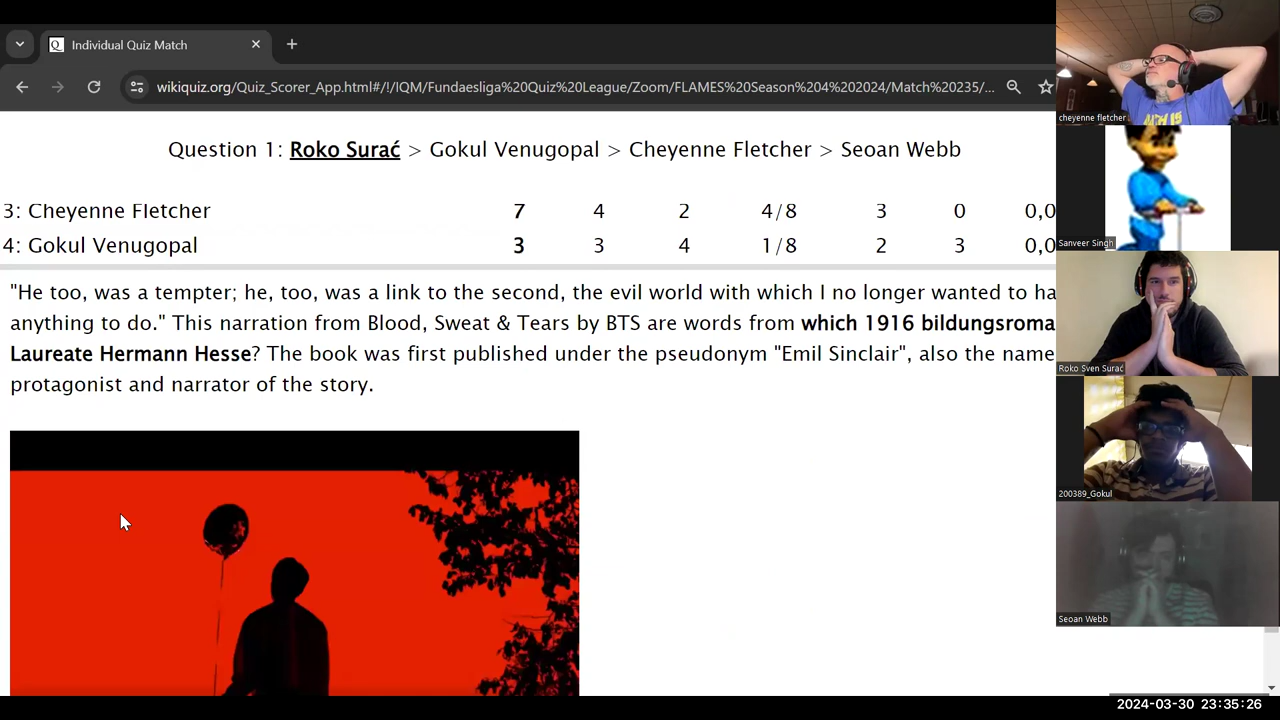 Individual Quiz Match
wikiquiz.org/Quiz_Scorer_App.html#/!/IQM/Fundasesliga%20Quiz%20League/Zoom/FLAMES%20Season%204%202024/Match%20235/...
Question 1: Roko Surać > Gokul Venugopal > Cheyenne Fletcher > Seoan Webb
3: Cheyenne Fletcher 7 4 2 4/8 3 0 0,0
4: Gokul Venugopal 3 3 4 1/8 2 3 0,0
"He too, was a tempter; he, too, was a link to the second, the evil world with which I no longer wanted to ha
anything to do." This narration from Blood, Sweat & Tears by BTS are words from which 1916 bildungsroma
Laureate Hermann Hesse? The book was first published under the pseudonym "Emil Sinclair", also the name
protagonist and narrator of the story.
cheyenne fletcher
Sanveer Singh
Roko Sven Surać
200389_Gokul
Seoan Webb
2024-03-30 23:35:26